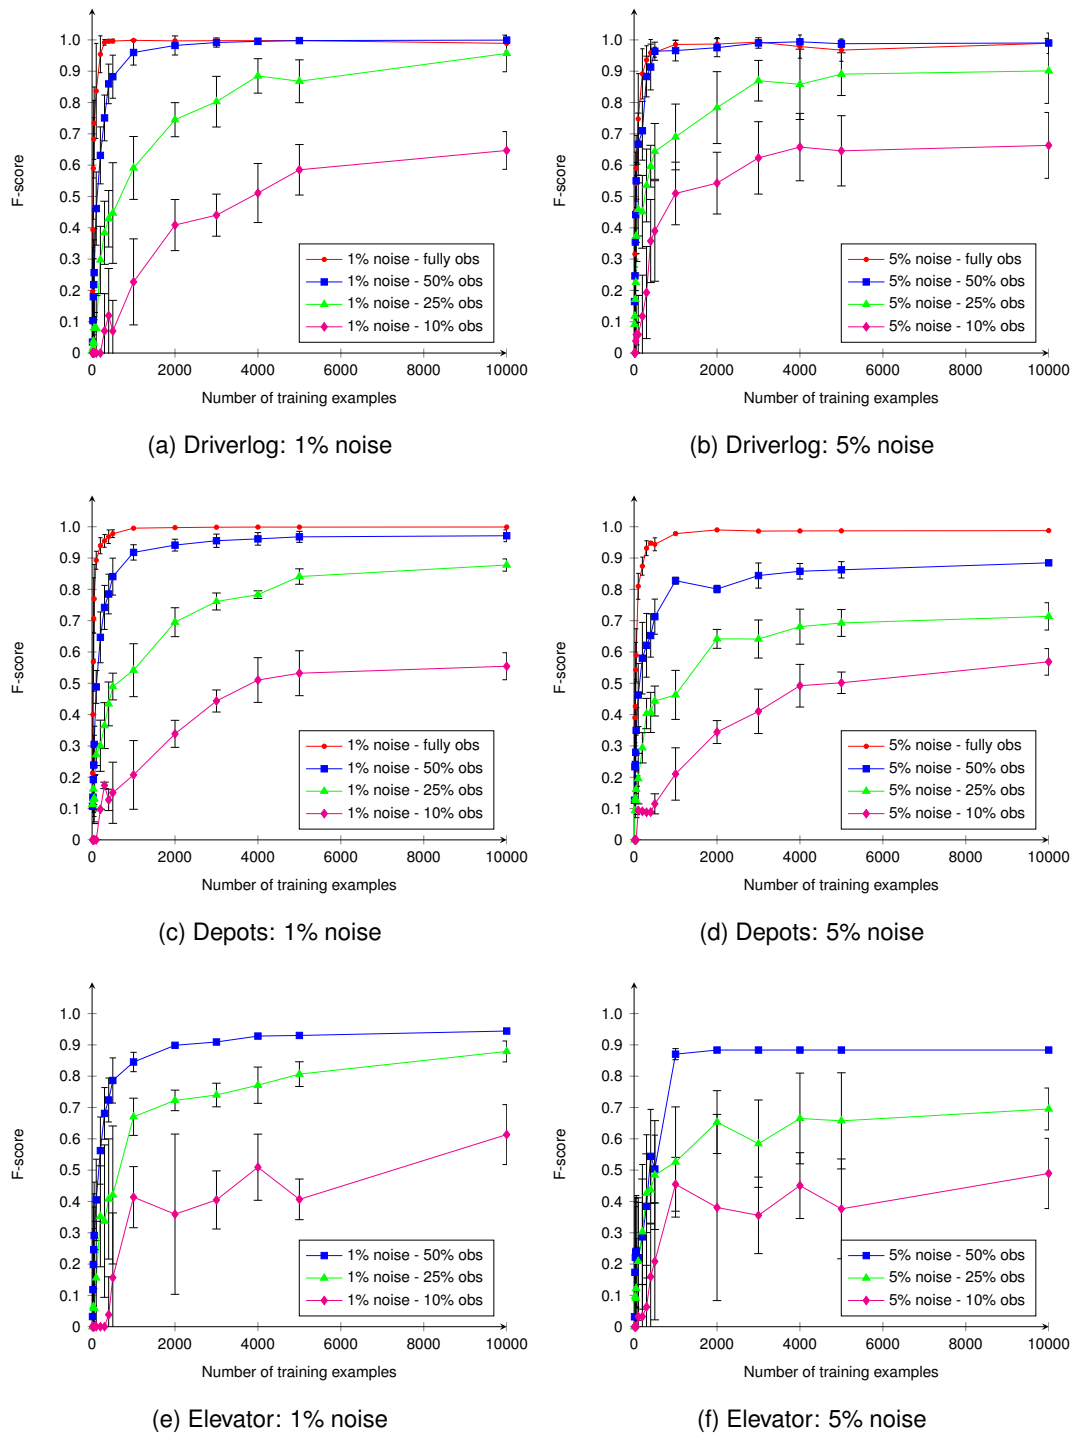 1.0
0.9
0.8
0.7
0.6
0.5
0.4
0.3
0.2
0.1
0
F-score
0 2000 4000 6000 8000 10000
Number of training examples
1% noise - fully obs
1% noise - 50% obs
1% noise - 25% obs
1% noise - 10% obs
(a) Driverlog: 1% noise
1.0
0.9
0.8
0.7
0.6
0.5
0.4
0.3
0.2
0.1
0
F-score
0 2000 4000 6000 8000 10000
Number of training examples
5% noise - fully obs
5% noise - 50% obs
5% noise - 25% obs
5% noise - 10% obs
(b) Driverlog: 5% noise
1.0
0.9
0.8
0.7
0.6
0.5
0.4
0.3
0.2
0.1
0
F-score
0 2000 4000 6000 8000 10000
Number of training examples
1% noise - fully obs
1% noise - 50% obs
1% noise - 25% obs
1% noise - 10% obs
(c) Depots: 1% noise
1.0
0.9
0.8
0.7
0.6
0.5
0.4
0.3
0.2
0.1
0
F-score
0 2000 4000 6000 8000 10000
Number of training examples
5% noise - fully obs
5% noise - 50% obs
5% noise - 25% obs
5% noise - 10% obs
(d) Depots: 5% noise
1.0
0.9
0.8
0.7
0.6
0.5
0.4
0.3
0.2
0.1
0
F-score
0 2000 4000 6000 8000 10000
Number of training examples
1% noise - 50% obs
1% noise - 25% obs
1% noise - 10% obs
(e) Elevator: 1% noise
1.0
0.9
0.8
0.7
0.6
0.5
0.4
0.3
0.2
0.1
0
F-score
0 2000 4000 6000 8000 10000
Number of training examples
5% noise - 50% obs
5% noise - 25% obs
5% noise - 10% obs
(f) Elevator: 5% noise